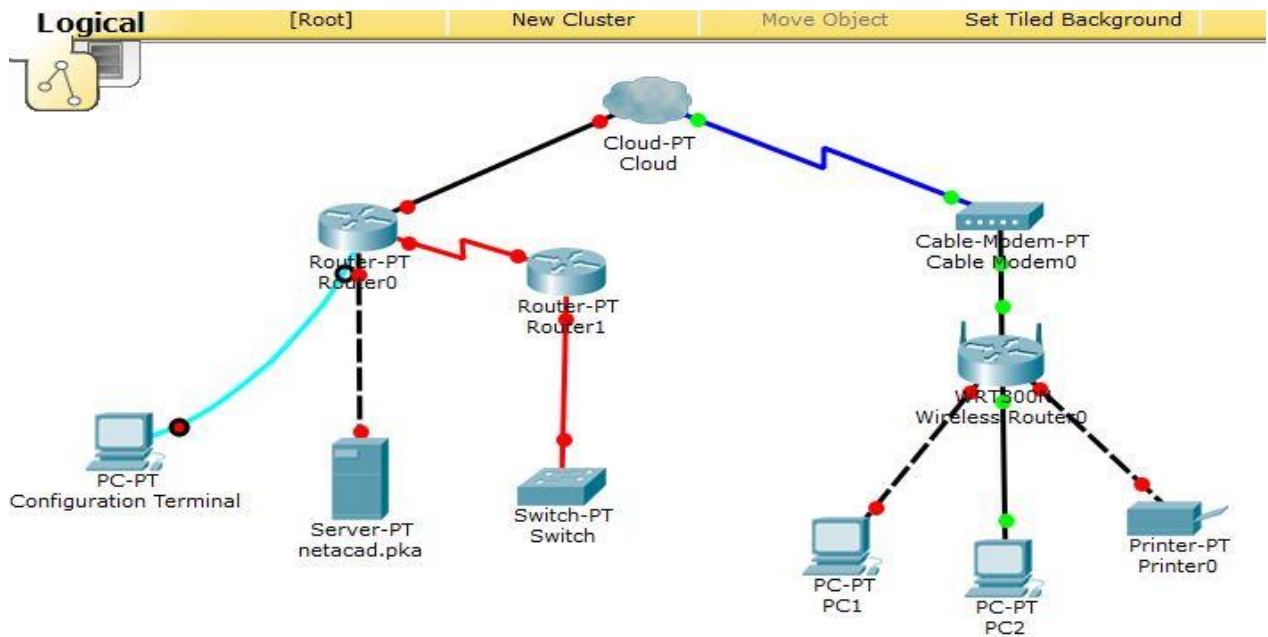 Logical
[Root]
New Cluster
Move Object
Set Tiled Background
Cloud-PT
Cloud
Router-PT
Router0
Router-PT
Router1
Cable-Modem-PT
Cable Modem0
WRT300N
Wireless Router0
PC-PT
Configuration Terminal
Server-PT
netacad.pka
Switch-PT
Switch
PC-PT
PC1
PC-PT
PC2
Printer-PT
Printer0